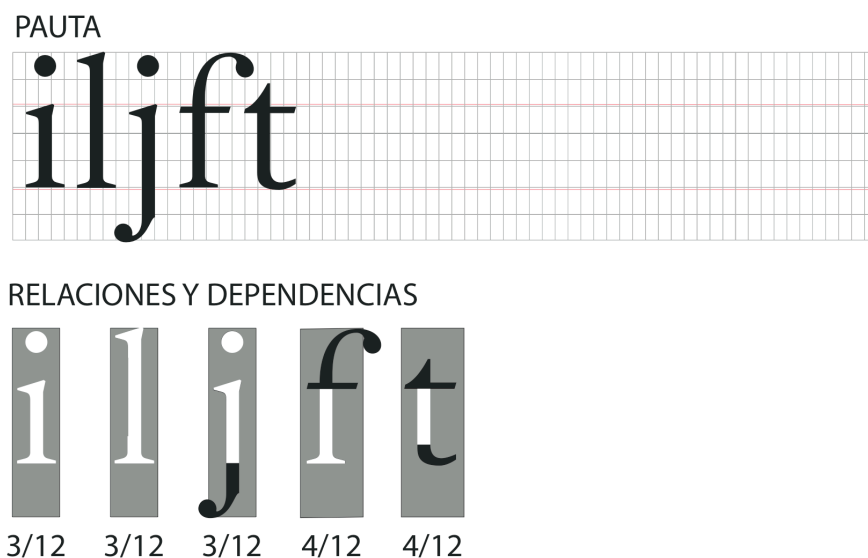 PAUTA
iljft
RELACIONES Y DEPENDENCIAS
i l j f t
3/12 3/12 3/12 4/12 4/12